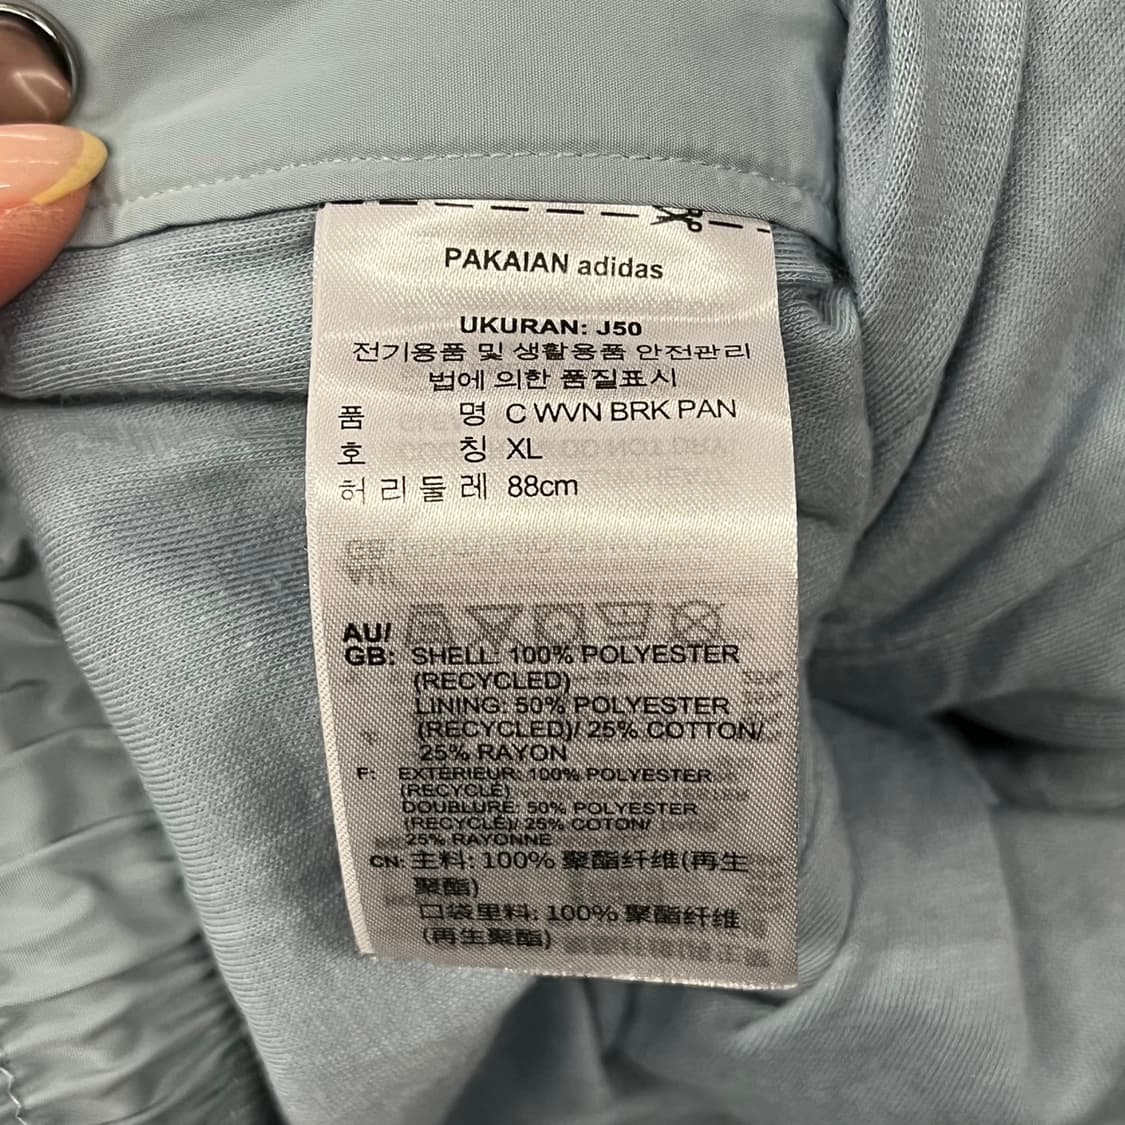 PAKAIAN adidas
UKURAN: J50
전기용품 및 생활용품 안전관리
법에 의한 품질표시
품 명 C WVN BRK PAN
호 칭 XL
허 리 둘 레 88cm
AU/
GB: SHELL: 100% POLYESTER
(RECYCLED)
LINING: 50% POLYESTER
(RECYCLED)/ 25% COTTON/
25% RAYON
F: EXTERIEUR: 100% POLYESTER
(RECYCLÉ)
DOUBLURE: 50% POLYESTER
(RECYCLÉ)/ 25% COTON/
25% RAYONNE
CN: 主料: 100% 聚酯纤维(再生
聚酯)
口袋里料: 100% 聚酯纤维
(再生聚酯)